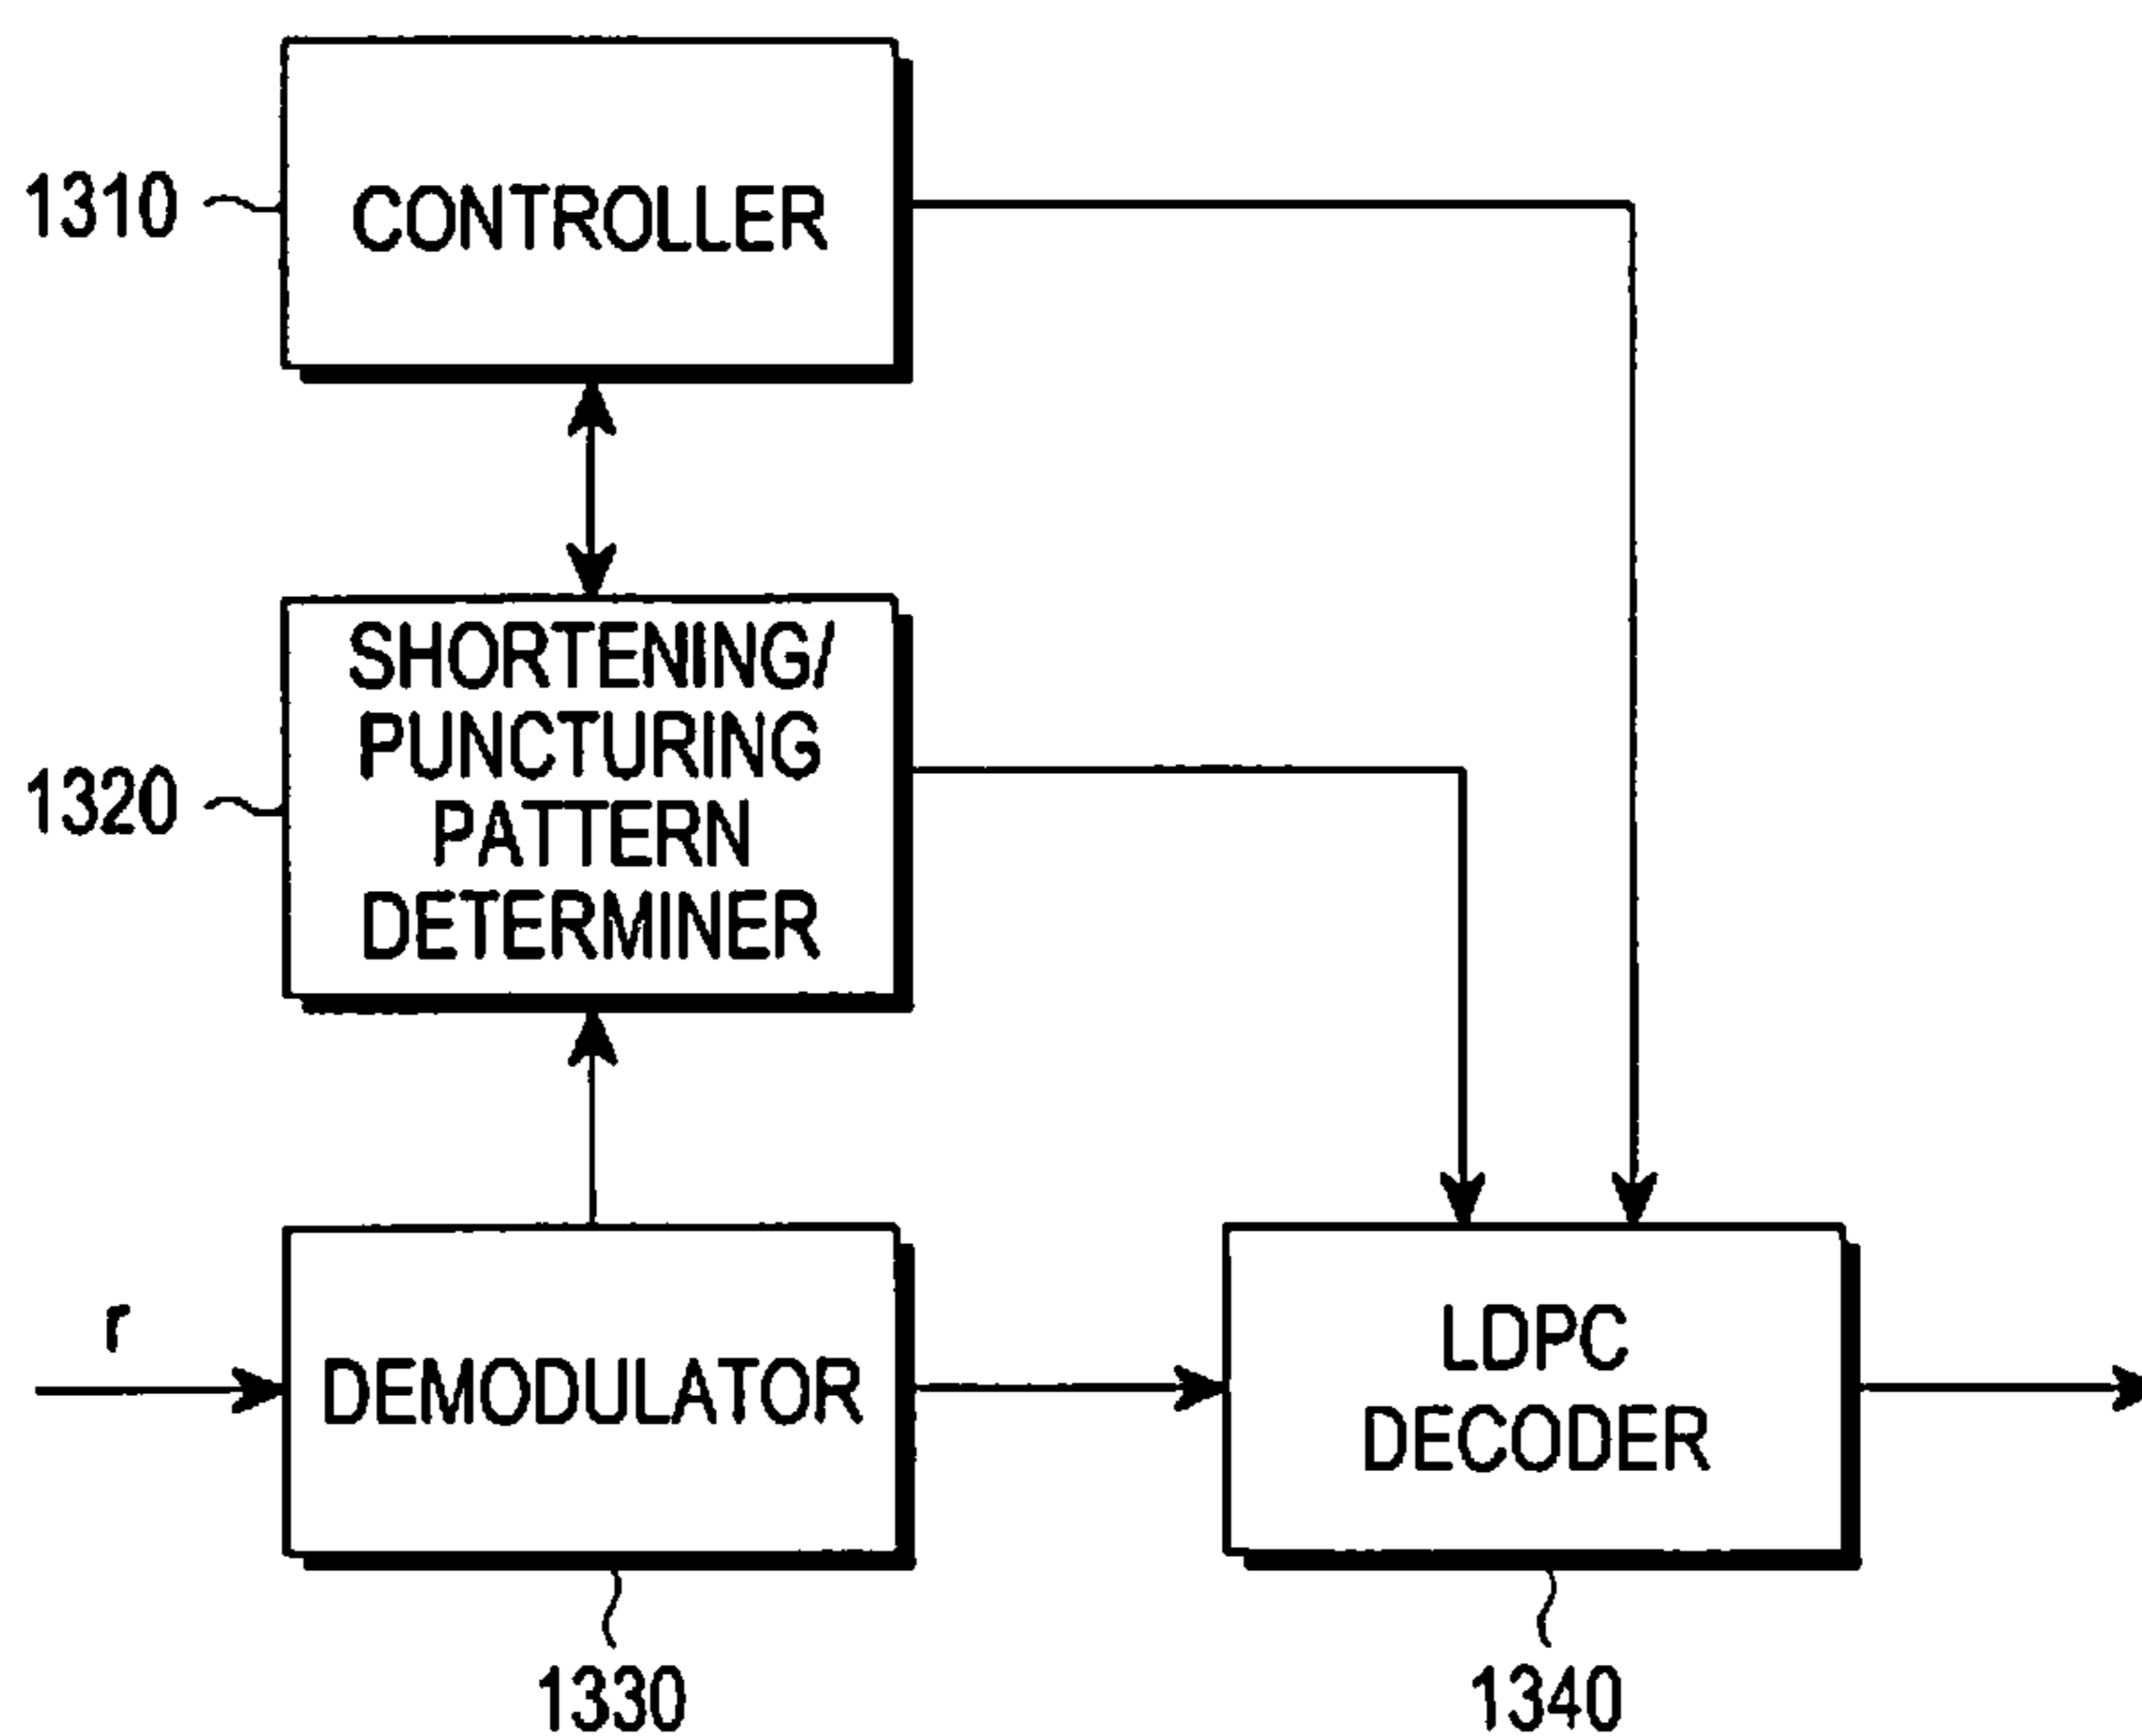 1310
CONTROLLER
1320
SHORTENING/
PUNCTURING
PATTERN
DETERMINER
r
DEMODULATOR
LDPC
DECODER
1330
1340